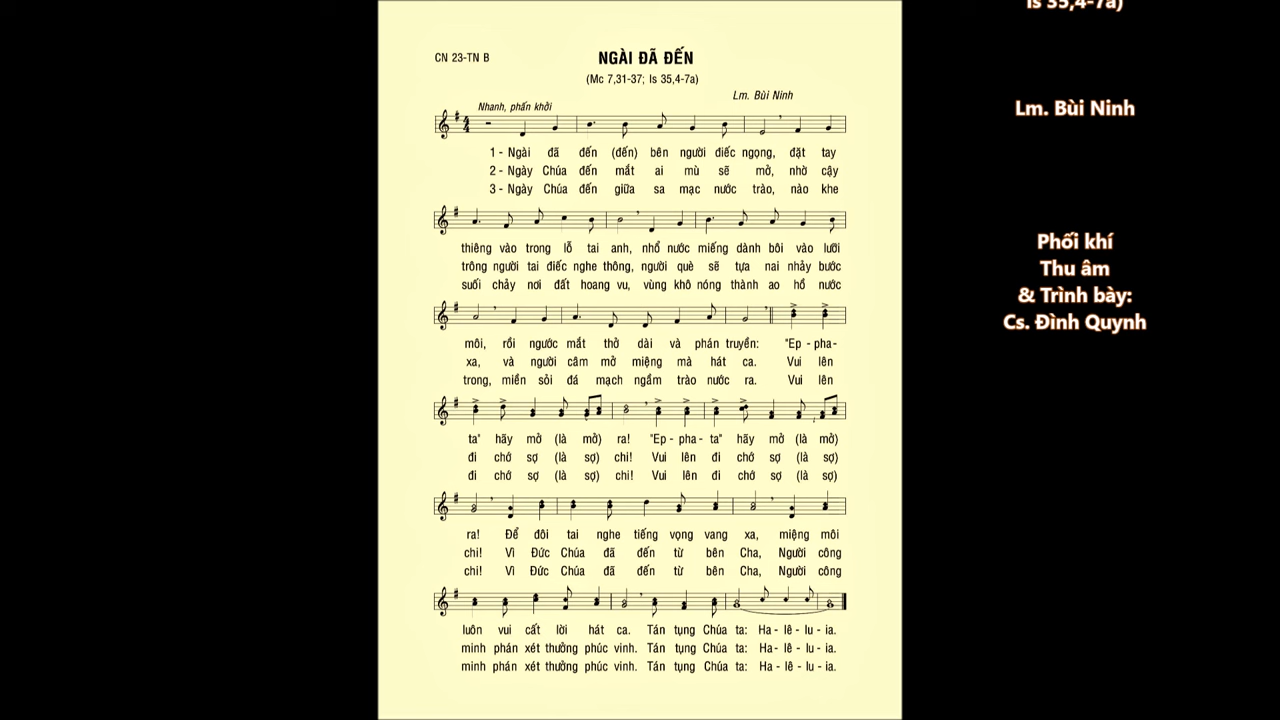 CN 23-TN B
NGÀI ĐÃ ĐẾN
(Mc 7,31-37; Is 35,4-7a)
Lm. Bùi Ninh
Nhanh, phấn khởi
1 - Ngài đã đến (đến) bên người điếc ngọng, đặt tay
2 - Ngày Chúa đến mắt ai mù sẽ mở, nhờ cậy
3 - Ngày Chúa đến giữa sa mạc nước trào, nào khe
thiêng vào trong lỗ tai anh, nhổ nước miếng dành bôi vào lưỡi
trông người tai điếc nghe thông, người què sẽ tựa nai nhảy bước
suối chảy nơi đất hoang vu, vùng khô nóng thành ao hồ nước
môi, rồi ngước mắt thở dài và phán truyền: "Ep - pha-
xa, và người câm mở miệng mà hát ca. Vui lên
trong, miền sỏi đá mạch ngầm trào nước ra. Vui lên
ta" hãy mở (là mở) ra! "Ep - pha - ta" hãy mở (là mở)
đi chớ sợ (là sợ) chi! Vui lên đi chớ sợ (là sợ)
đi chớ sợ (là sợ) chi! Vui lên đi chớ sợ (là sợ)
ra! Để đôi tai nghe tiếng vọng vang xa, miệng môi
chi! Vì Đức Chúa đã đến từ bên Cha, Người công
chi! Vì Đức Chúa đã đến từ bên Cha, Người công
luôn vui cất lời hát ca. Tán tụng Chúa ta: Ha - lê - lu - ia.
minh phán xét thưởng phúc vinh. Tán tụng Chúa ta: Ha- lê - lu - ia.
minh phán xét thưởng phúc vinh. Tán tụng Chúa ta: Ha - lê - lu - ia.
Is 35,4-7a)
Lm. Bùi Ninh
Phối khí
Thu âm
& Trình bày:
Cs. Đình Quynh